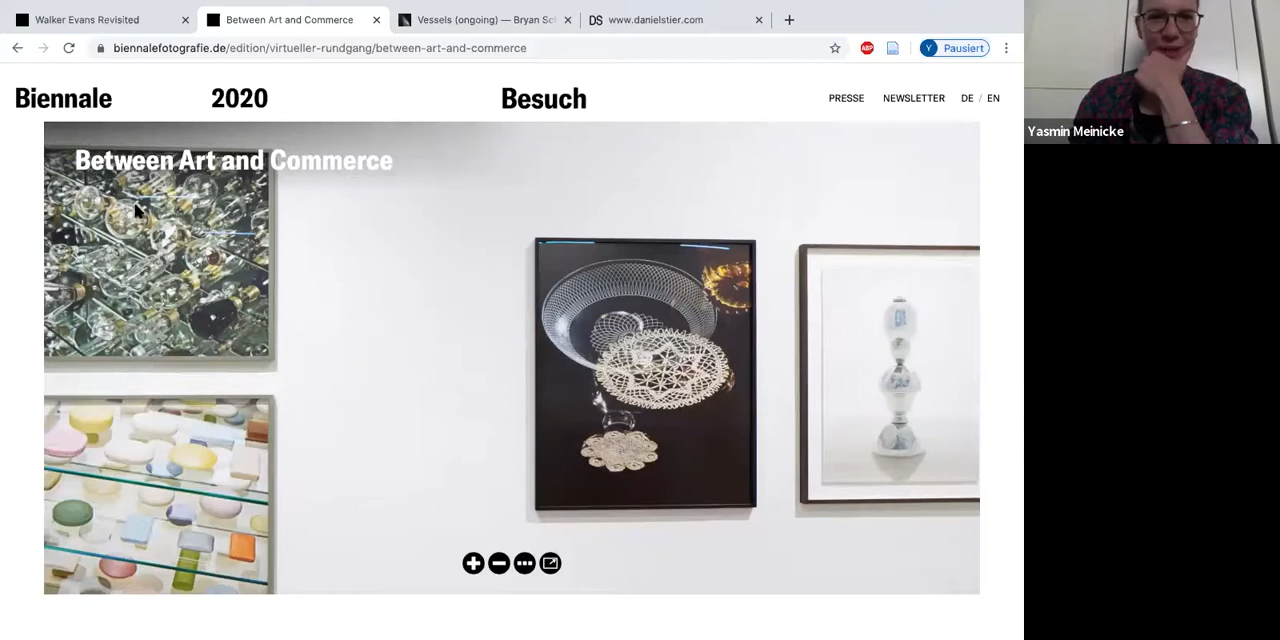 Walker Evans Revisited
Between Art and Commerce
Vessels (ongoing) — Bryan Sc
DS www.danielstier.com
biennalefotografie.de/edition/virtueller-rundgang/between-art-and-commerce
ABP
Y Pausiert
Biennale 2020 Besuch PRESSE NEWSLETTER DE / EN
Between Art and Commerce
Yasmin Meinicke